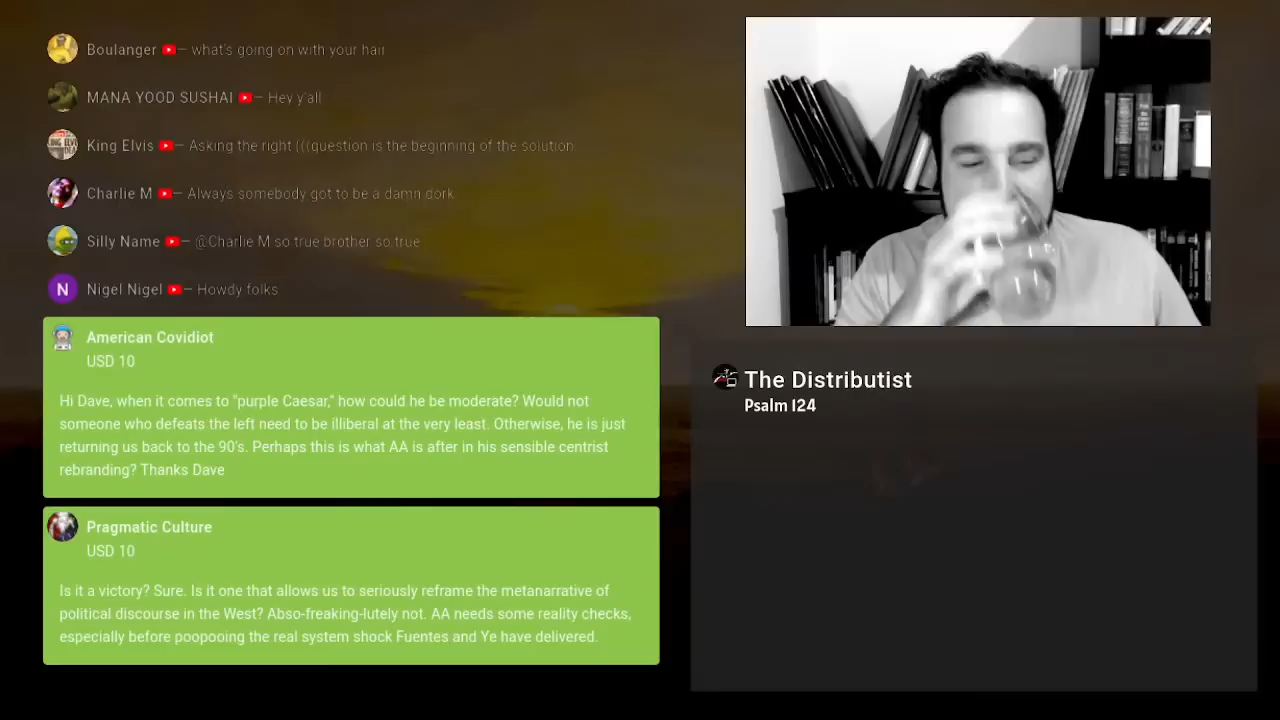 Boulanger — what's going on with your hair
MANA YOOD SUSHAI — Hey y'all
King Elvis — Asking the right (((question is the beginning of the solution
Charlie M — Always somebody got to be a damn dork
Silly Name — @Charlie M so true brother so true
N
Nigel Nigel — Howdy folks
American Covidiot
USD 10
Hi Dave, when it comes to "purple Caesar," how could he be moderate? Would not
someone who defeats the left need to be illiberal at the very least. Otherwise, he is just
returning us back to the 90's. Perhaps this is what AA is after in his sensible centrist
rebranding? Thanks Dave
Pragmatic Culture
USD 10
Is it a victory? Sure. Is it one that allows us to seriously reframe the metanarrative of
political discourse in the West? Abso-freaking-lutely not. AA needs some reality checks,
especially before poopooing the real system shock Fuentes and Ye have delivered.
The Distributist
Psalm 124